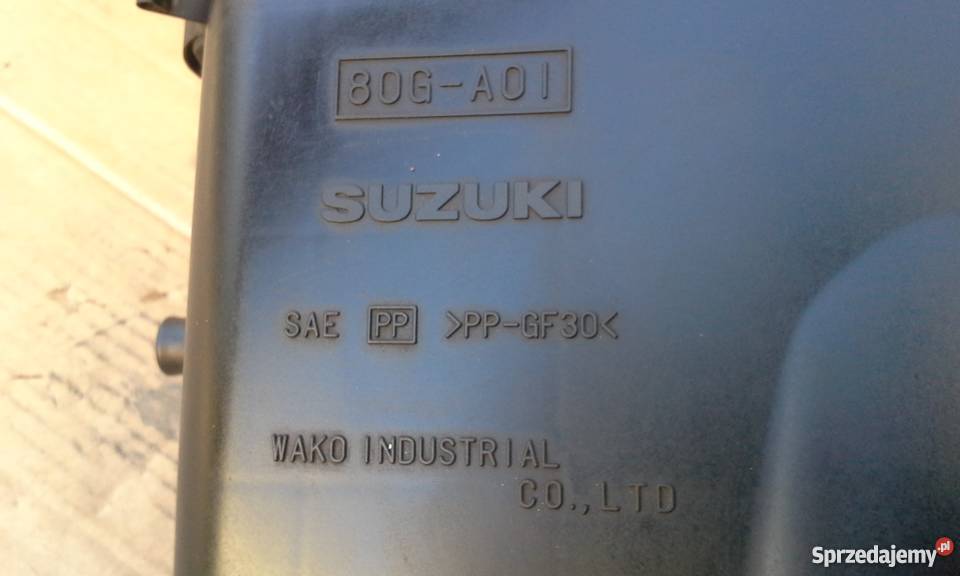 80G-A01
SUZUKI
SAE PP >PP-GF30<
WAKO INDUSTRIAL
CO.,LTD
Sprzedajemy.pl